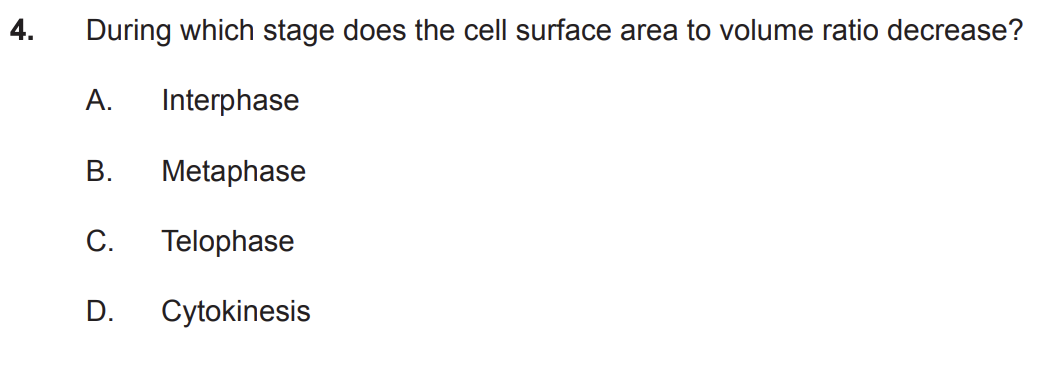 4. During which stage does the cell surface area to volume ratio decrease?
A. Interphase
B. Metaphase
C. Telophase
D. Cytokinesis